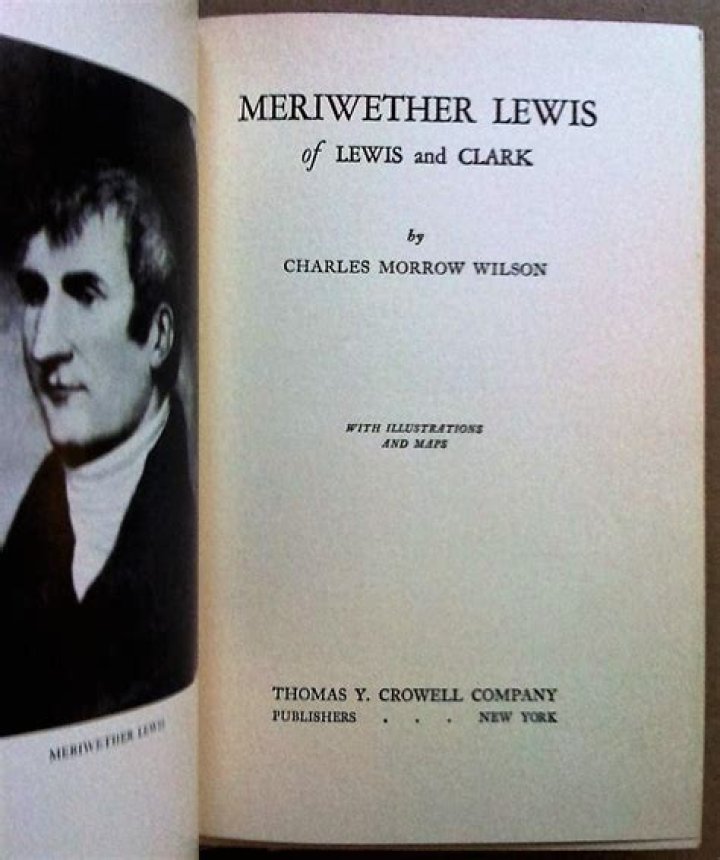 MERIWETHER LEWIS
MERIWETHER LEWIS
of LEWIS and CLARK
by
CHARLES MORROW WILSON
WITH ILLUSTRATIONS
AND MAPS
THOMAS Y. CROWELL COMPANY
PUBLISHERS . . . NEW YORK